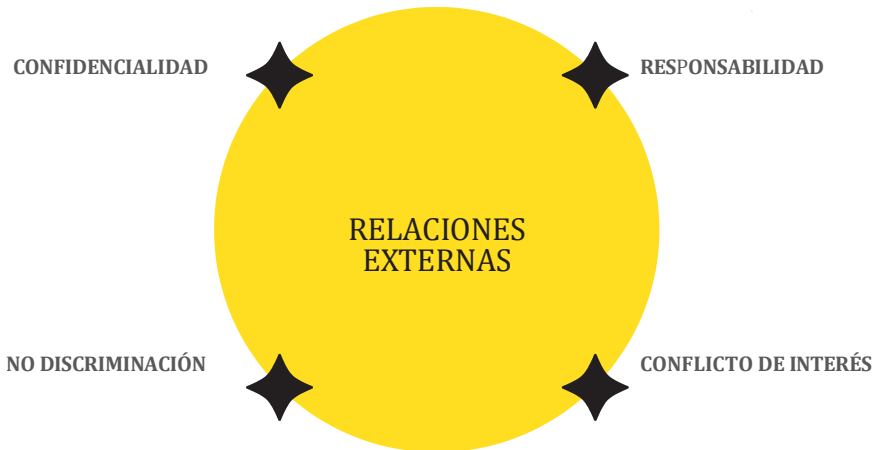 CONFIDENCIALIDAD
RESPONSABILIDAD
RELACIONES
EXTERNAS
NO DISCRIMINACIÓN
CONFLICTO DE INTERÉS